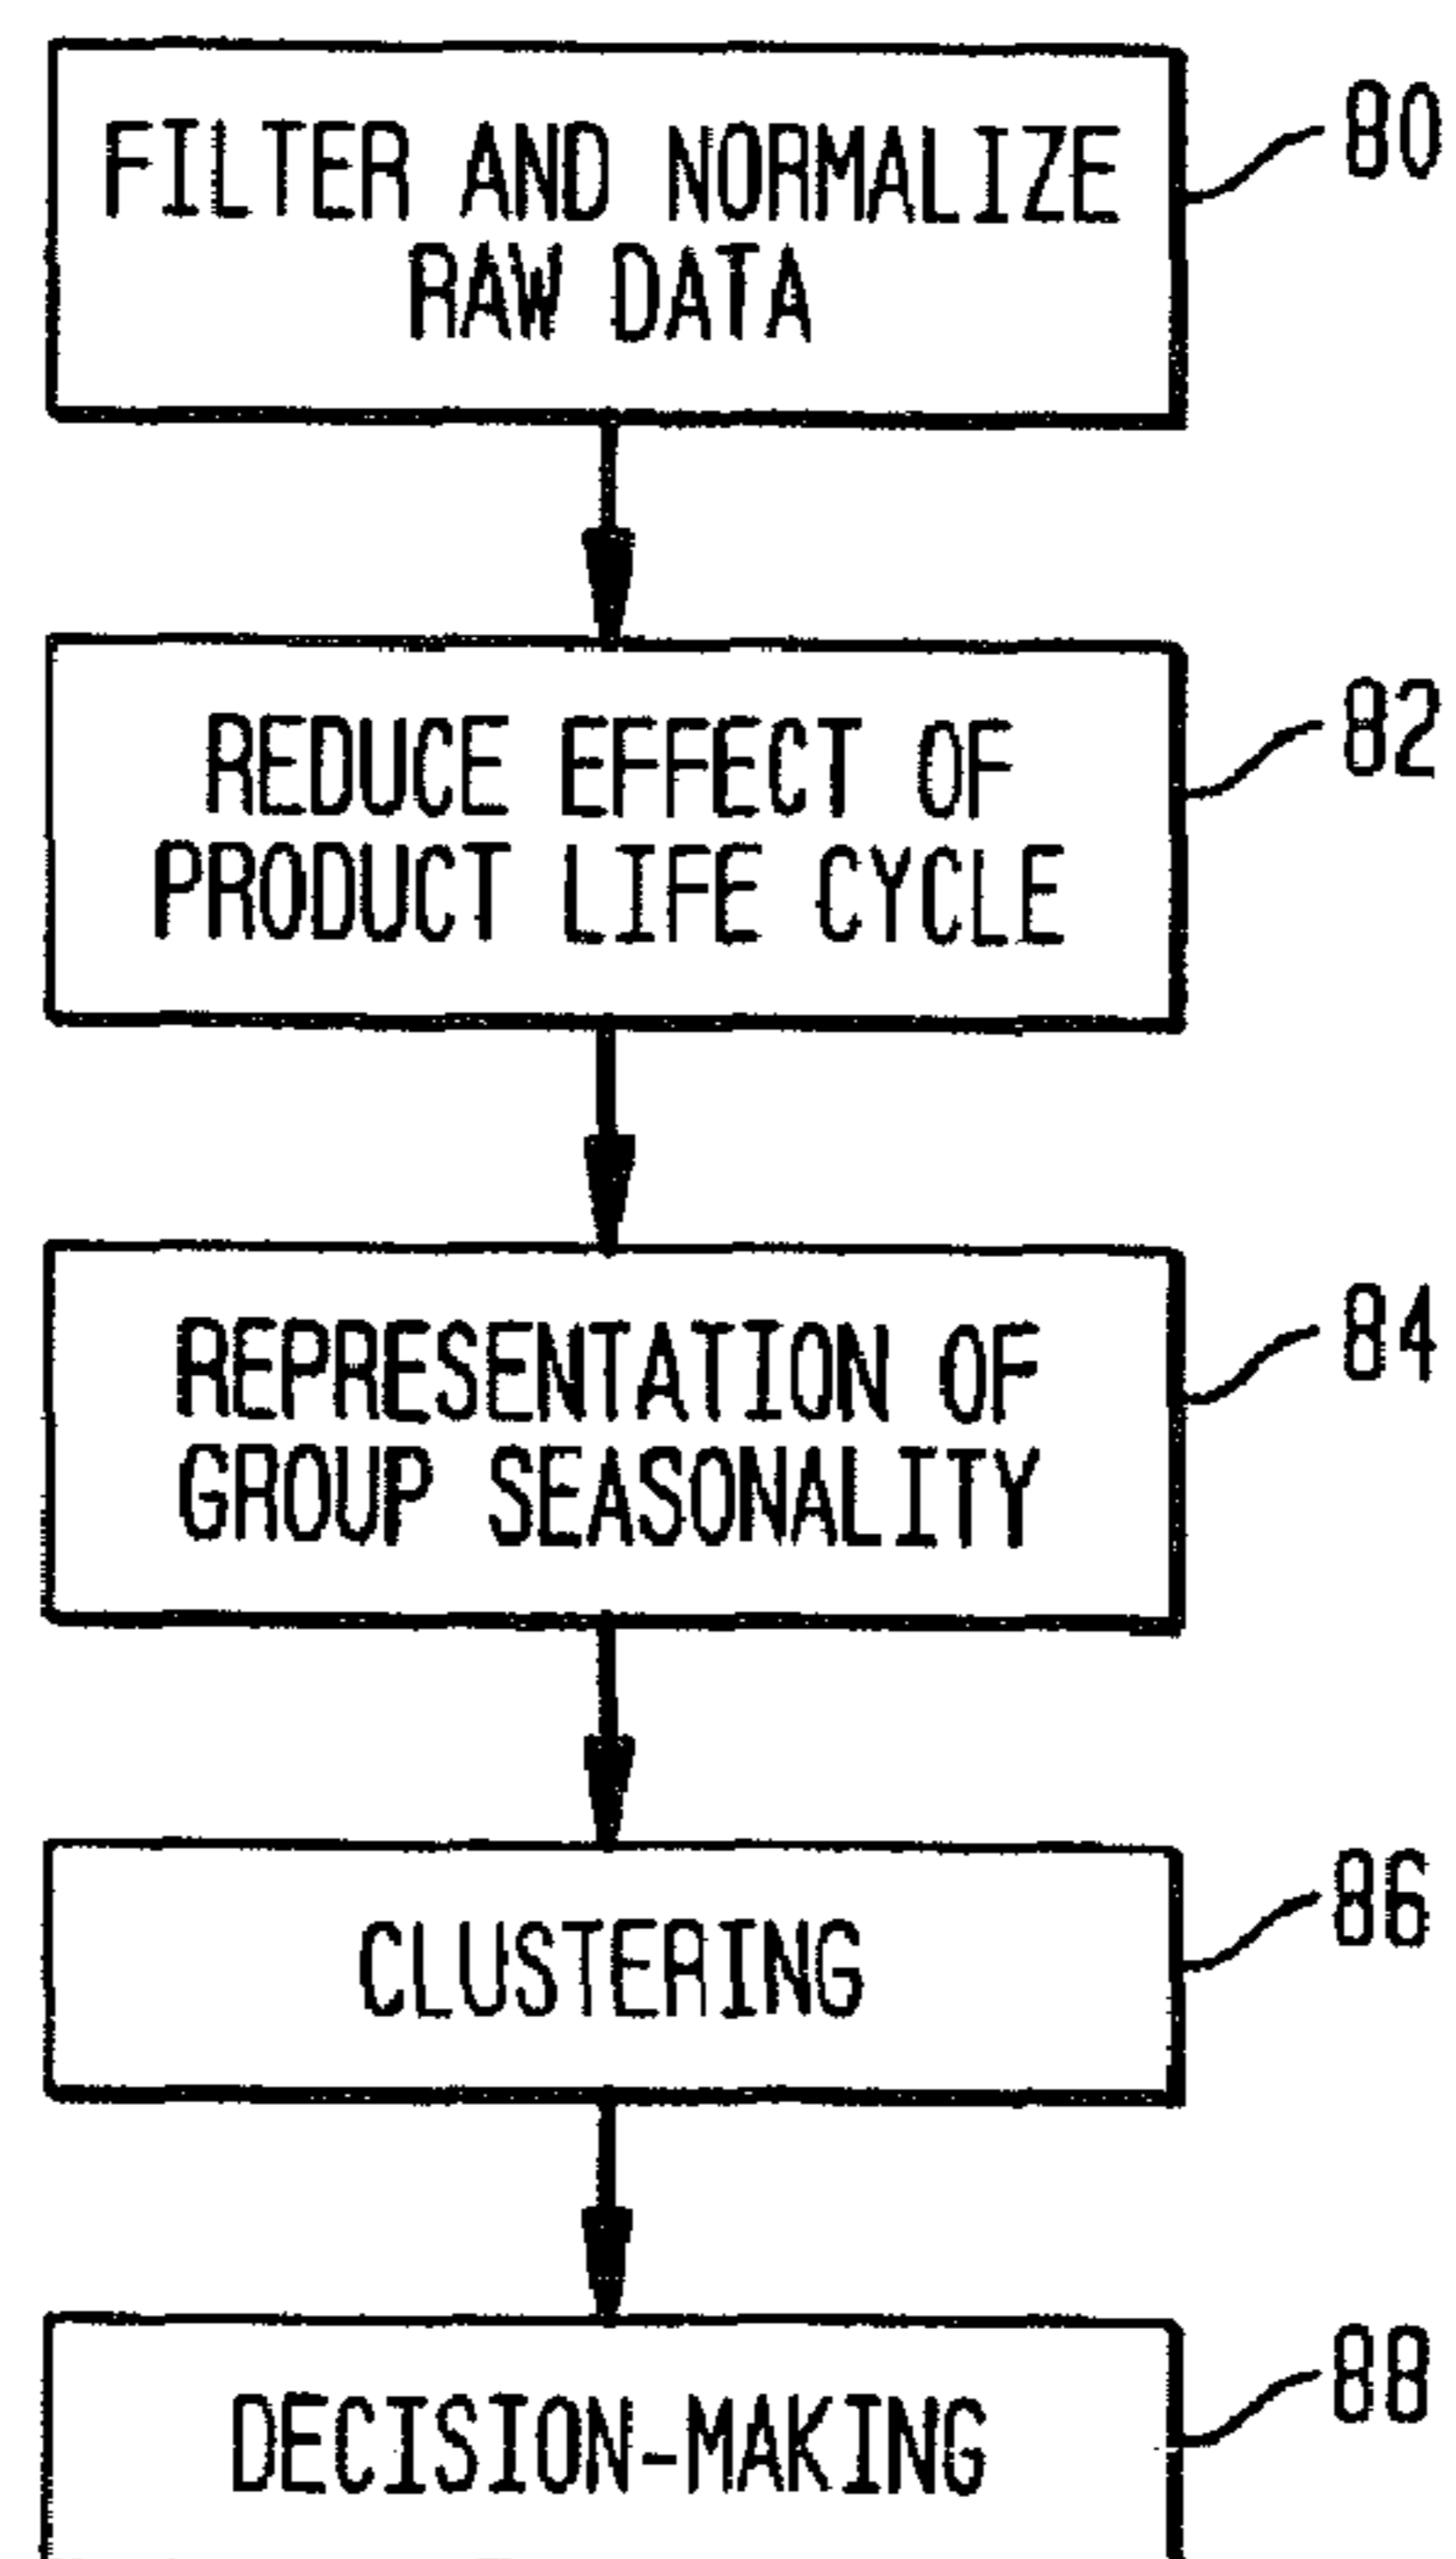 FILTER AND NORMALIZE
RAW DATA
80
REDUCE EFFECT OF
PRODUCT LIFE CYCLE
82
REPRESENTATION OF
GROUP SEASONALITY
84
CLUSTERING
86
DECISION-MAKING
88